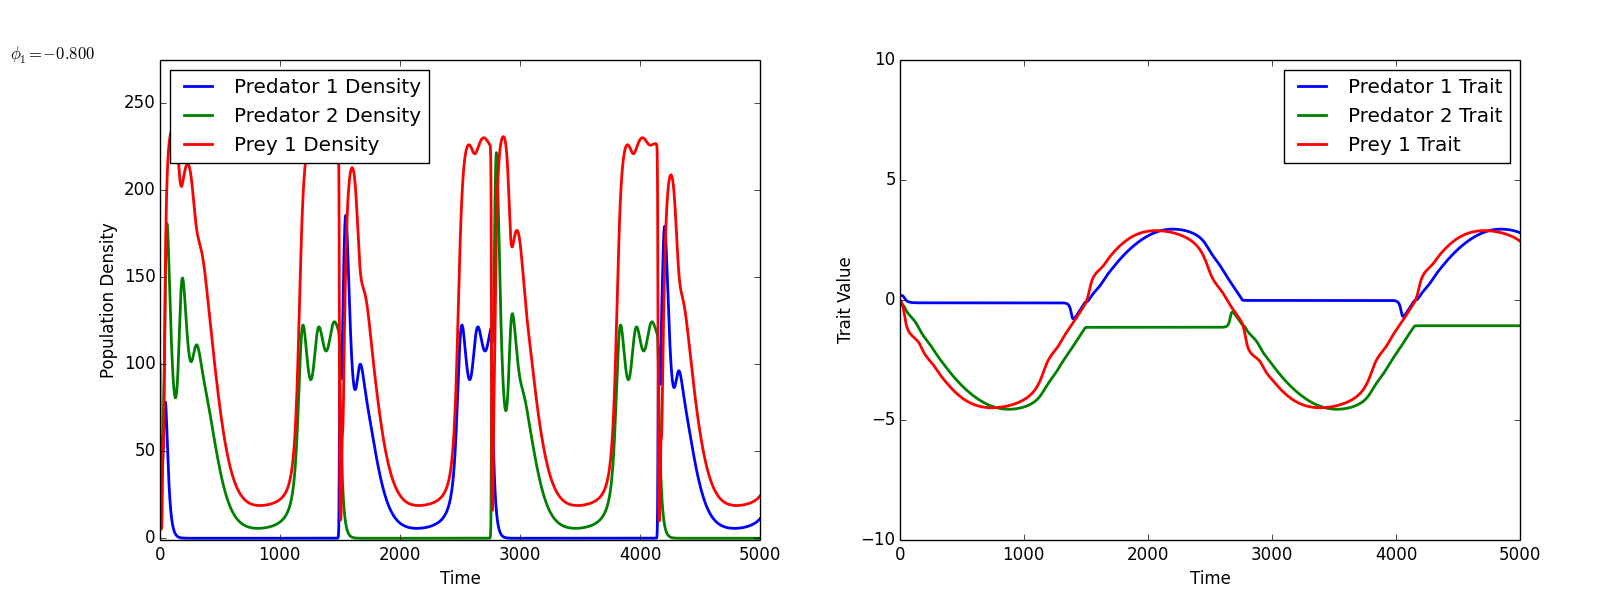 ϕ₁=−0.800
Predator 1 Density
Predator 2 Density
Prey 1 Density
Population Density
250
200
150
100
50
0
0 1000 2000 3000 4000 5000
Time
Predator 1 Trait
Predator 2 Trait
Prey 1 Trait
Trait Value
10
5
0
−5
−10
0 1000 2000 3000 4000 5000
Time